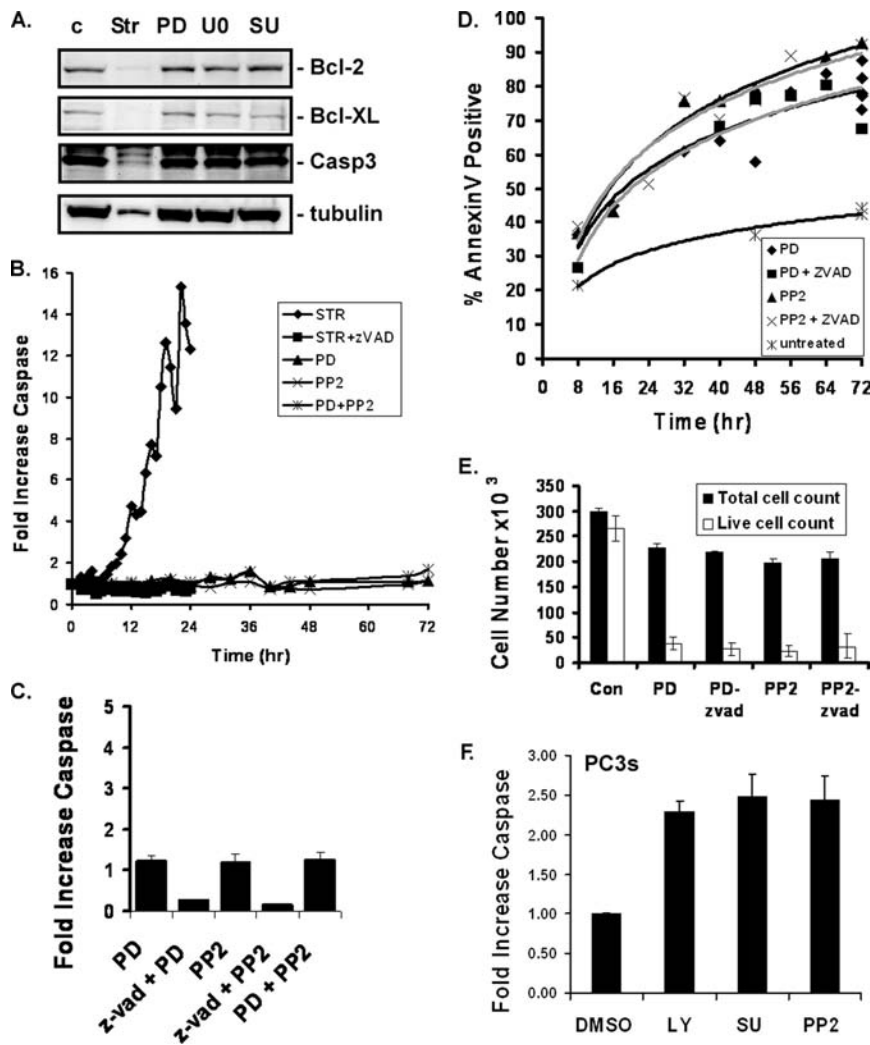 A.
c Str PD U0 SU
- Bcl-2
- Bcl-XL
- Casp3
- tubulin
B.
Fold Increase Caspase
16
14
12
10
8
6
4
2
0
0 12 24 36 48 60 72
Time (hr)
STR
STR+zVAD
PD
PP2
PD+PP2
C.
Fold Increase Caspase
5
4
3
2
1
0
PD
z-vad + PD
PP2
z-vad + PP2
PD + PP2
D.
% AnnexinV Positive
100
90
80
70
60
50
40
30
20
10
0
0 8 16 24 32 40 48 56 64 72
Time (hr)
PD
PD + ZVAD
PP2
PP2 + ZVAD
untreated
E.
Cell Number x10 3
350
300
250
200
150
100
50
0
Total cell count
Live cell count
Con PD PD-zvad PP2 PP2-zvad
F.
PC3s
Fold Increase Caspase
3.00
2.50
2.00
1.50
1.00
0.50
0.00
DMSO LY SU PP2